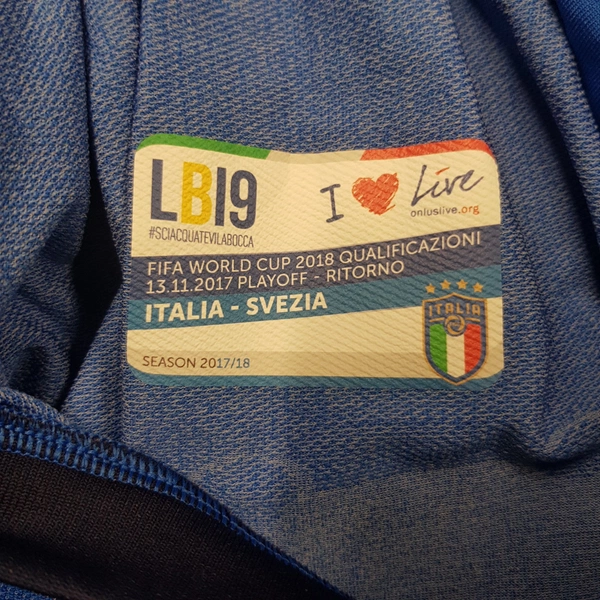 LB19
#SCIACQUATEVILABOCCA
I Live
onluslive.org
FIFA WORLD CUP 2018 QUALIFICAZIONI
13.11.2017 PLAYOFF - RITORNO
ITALIA - SVEZIA
ITALIA
SEASON 2017/18